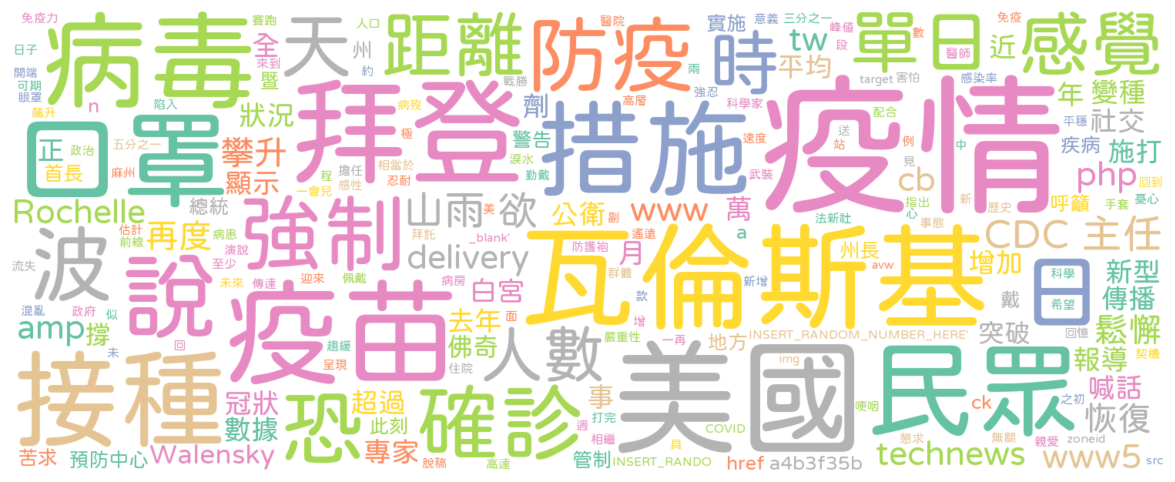 免疫力
賽跑
人口
病毒
日子
全
來到
天
州
距離
防疫
醫院
實施
意義
三分之一
峰值
免疫
時
tw
段
單日
數
醫師
近
感覺
開端
可期
眼罩
飆升
暨
約
n
陷入
戰勝
兩
平均
target
害怕
感染率
狀況
拜登
病歿
劑
高層
強忍
科學家
措施
疫情
配合
年
變種
口罩
正
政治
首長
五分之一
麻州
攀升
顯示
極
警告
淚水
勤戴
速度
送
站
例
中
平穩
社交
疾病
施打
相當於
忍耐
擔任
感性
程
一會兒
武裝
見
cb
php
回到
Rochelle
總統
強制
美
山雨欲
公衛
副
www
萬
a
法新社
指出
心
新
歷史
呼籲
手套
憂心
事態
估計
前線
再度
病患
演說
至少
拜託
_blank'
遙遠
防護袍
月
州長
增加
CDC
主任
波
流失
說
未來
傳達
迎來
佩戴
delivery
病房
白宮
群體
瓦倫斯基
avw
新增
款
日
科學
希望
新型
傳播
混亂
政府
似
amp
撐
未
回
疫苗
趨緩
呈現
去年
佛奇
面
住院
人數
增
嚴重性
一再
地方
INSERT_RANDOM_NUMBER_HERE'
戴
突破
回憶
鬆懈
契機
接種
美國
img
民眾
報導
喊話
之初
恢復
冠狀
數據
恐
超過
此刻
確診
事
打完
週
相繼
COVID
具
哽咽
ck
苦求
預防中心
Walensky
專家
脫稿
高達
管制
INSERT_RANDO
href
a4b3f35b
technews
懇求
無關
親愛
zoneid
www5
src